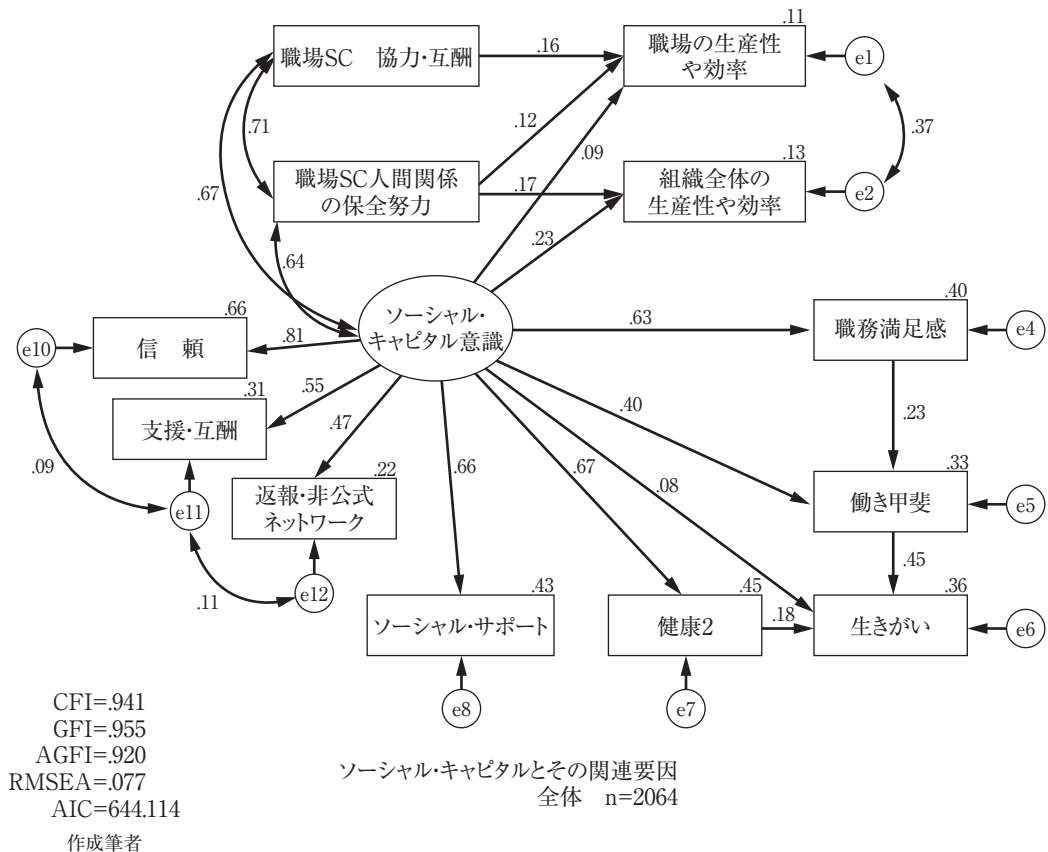 .11
職場SC　協力・互酬
.16
職場の生産性
や効率
e1
.71
.12
.09
.37
.13
職場SC人間関係
の保全努力
.17
組織全体の
生産性や効率
e2
.67
.23
.64
ソーシャル・
キャピタル意識
.66
.40
.63
職務満足感
e4
e10
信　頼
.81
.31
.55
.23
支援・互酬
.47
.40
.09
.22
.66
.67
.08
.33
e11
返報・非公式
ネットワーク
働き甲斐
e5
.45
.11
e12
.43
.45
.36
ソーシャル・サポート
健康2
.18
生きがい
e6
e8
e7
CFI=.941
GFI=.955
AGFI=.920
RMSEA=.077
AIC=644.114
ソーシャル・キャピタルとその関連要因
全体　n=2064
作成筆者